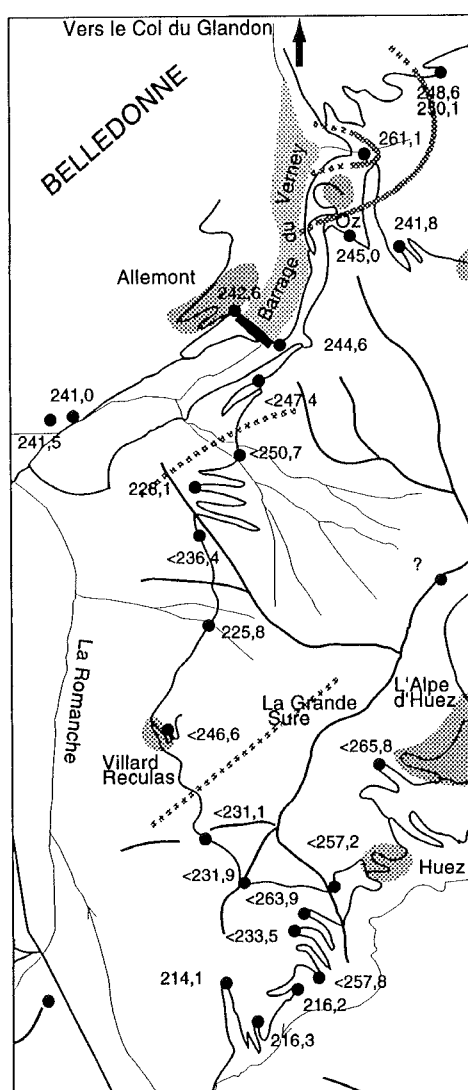 Vers le Col du Glandon
BELLEDONNE
248,6
250,1
261,1
Barrage du Verney
Oz
241,8
245,0
Allemont
242,6
244,6
241,0
241,5
<247,4
<250,7
226,1
<236,4
?
225,8
La Romanche
La Grande
Sure
L'Alpe
d'Huez
<246,6
<265,8
Villard
Reculas
<231,1
<257,2
<231,9
Huez
<263,9
<233,5
214,1
<257,8
216,2
216,3